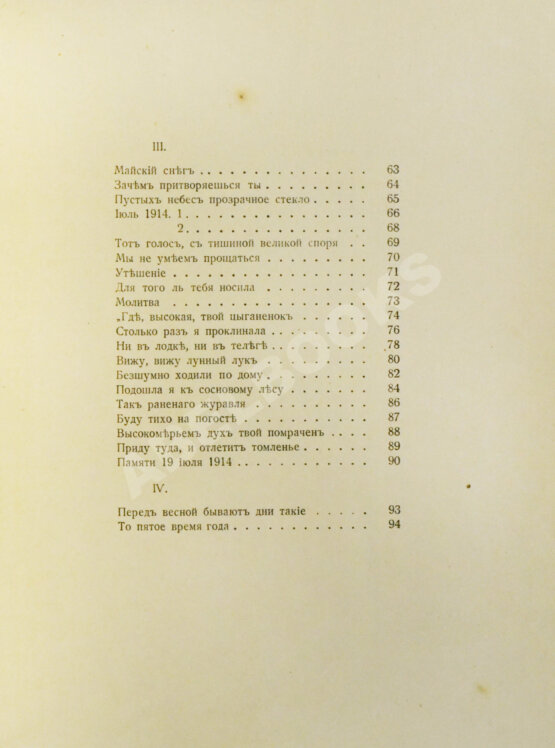 III.
Майскій снѣгъ . . . . . . . . . . . . . . . 63
Зачѣмъ притворяешься ты . . . . . . . . . 64
Пустыхъ небесъ прозрачное стекло . . . . . 65
Іюль 1914. 1 . . . . . . . . . . . . . . . . 66
2 . . . . . . . . . . . . . . . . 68
Тотъ голосъ, съ тишиной великой споря . . 69
Мы не умѣемъ прощаться . . . . . . . . . 70
Утѣшеніе . . . . . . . . . . . . . . . . . 71
Для того ль тебя носила . . . . . . . . . . 72
Молитва . . . . . . . . . . . . . . . . . 73
„Гдѣ, высокая, твой цыганенокъ . . . . . . 74
Столько разъ я проклинала . . . . . . . . . 76
Ни въ лодкѣ, ни въ телѣгѣ . . . . . . . . . 78
Вижу, вижу лунный лукъ . . . . . . . . . . 80
Безшумно ходили по дому . . . . . . . . . . 82
Подошла я къ сосновому лѣсу . . . . . . . 84
Такъ раненаго журавля . . . . . . . . . . . 86
Буду тихо на погостѣ . . . . . . . . . . . . 87
Высокомѣрьемъ духъ твой помраченъ . . . . 88
Приду туда, и отлетитъ томленье . . . . . . 89
Памяти 19 іюля 1914 . . . . . . . . . . . . 90
IV.
Передъ весной бываютъ дни такіе . . . . . 93
То пятое время года . . . . . . . . . . . . 94